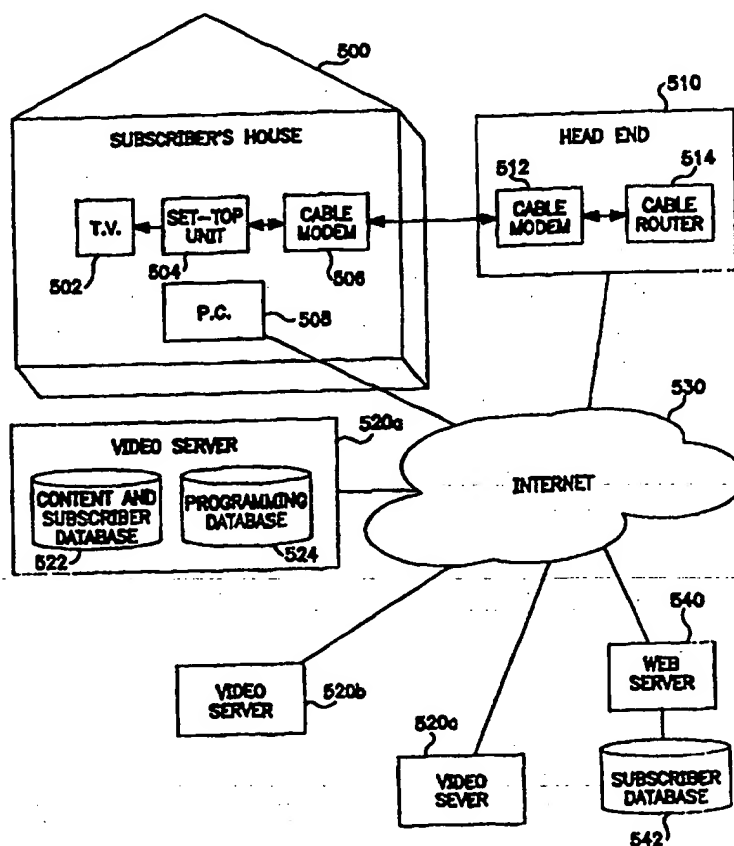 500
510
SUBSCRIBER'S HOUSE
HEAD END
512
514
T.V.
SET-TOP
UNIT
CABLE
MODEM
CABLE
MODEM
CABLE
ROUTER
502
504
506
P.C.
508
530
520a
VIDEO SERVER
CONTENT AND
SUBSCRIBER
DATABASE
PROGRAMMING
DATABASE
INTERNET
522
524
540
WEB
SERVER
VIDEO
SERVER
520b
520c
VIDEO
SEVER
SUBSCRIBER
DATABASE
542